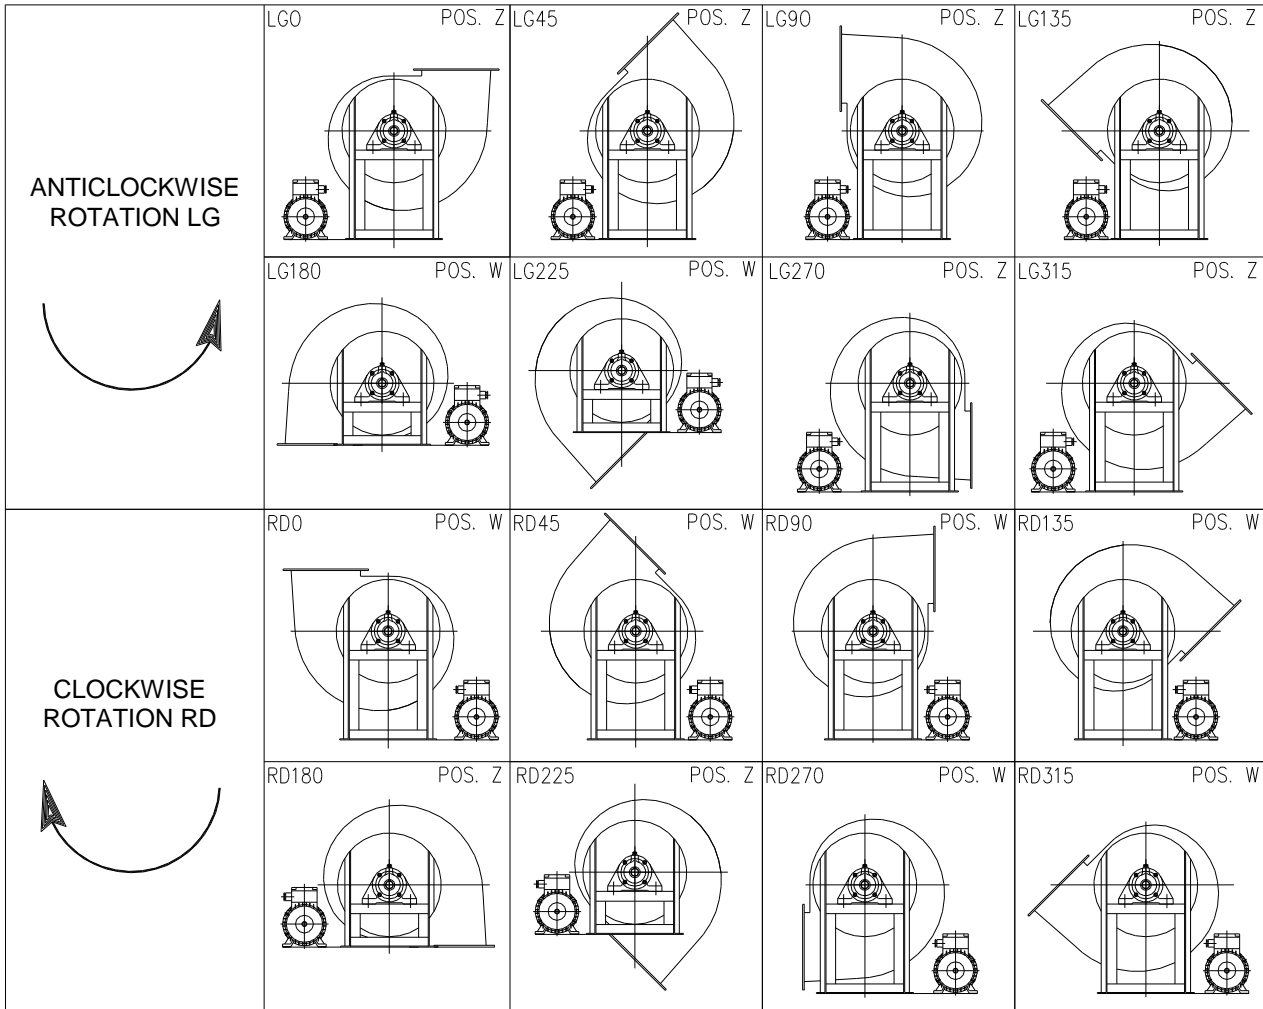 LG0 POS. Z
LG45 POS. Z
LG90 POS. Z
LG135 POS. Z
ANTICLOCKWISE
ROTATION LG
LG180 POS. W
LG225 POS. W
LG270 POS. Z
LG315 POS. Z
RD0 POS. W
RD45 POS. W
RD90 POS. W
RD135 POS. W
CLOCKWISE
ROTATION RD
RD180 POS. Z
RD225 POS. Z
RD270 POS. W
RD315 POS. W